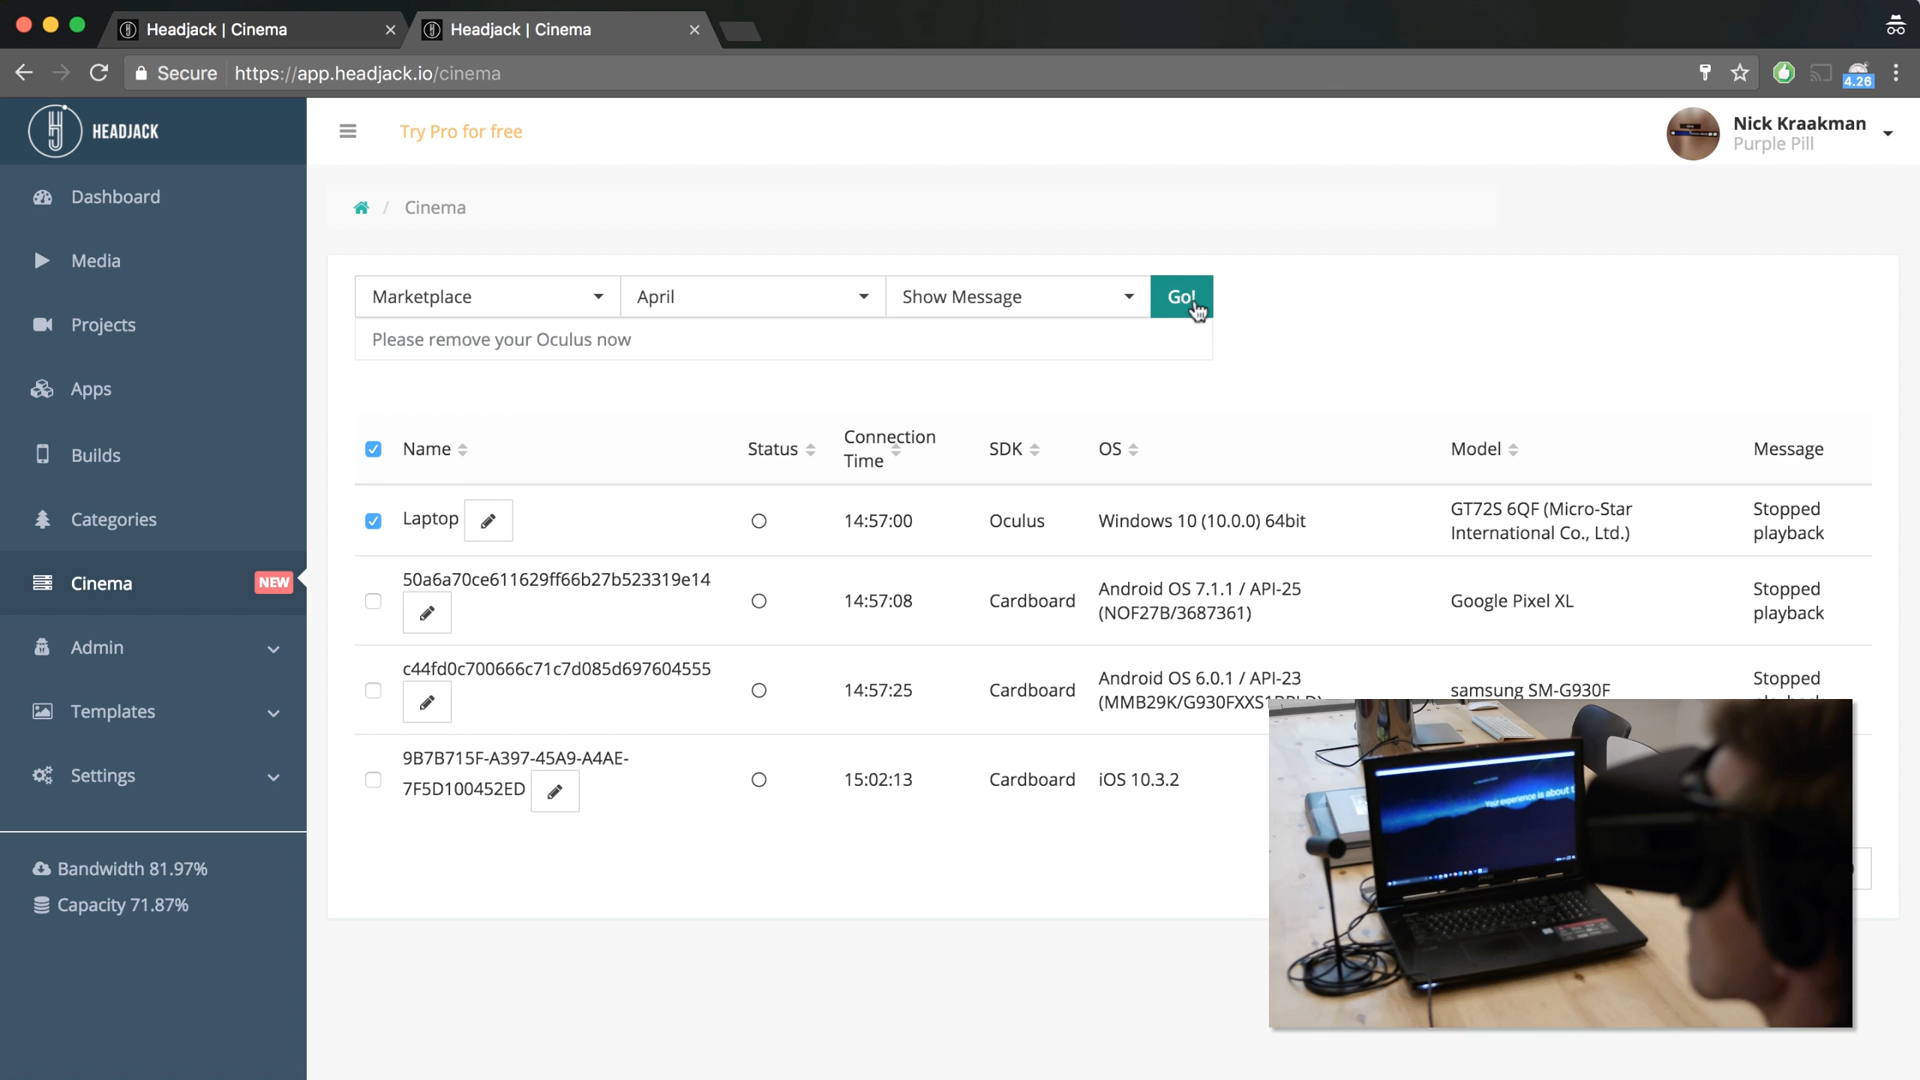 Headjack | Cinema
Headjack | Cinema
Secure
https://app.headjack.io/cinema
4.26
HEADJACK
Try Pro for free
Nick Kraakman
Purple Pill
Dashboard
Media
Projects
Apps
Builds
Categories
Cinema
NEW
Admin
Templates
Settings
Bandwidth 81.97%
Capacity 71.87%
/ Cinema
Marketplace
April
Show Message
Go!
Please remove your Oculus now
Name
Status
Connection
Time
SDK
OS
Model
Message
Laptop
14:57:00
Oculus
Windows 10 (10.0.0) 64bit
GT72S 6QF (Micro-Star
International Co., Ltd.)
Stopped
playback
50a6a70ce611629ff66b27b523319e14
14:57:08
Cardboard
Android OS 7.1.1 / API-25
(NOF27B/3687361)
Google Pixel XL
Stopped
playback
c44fd0c700666c71c7d085d697604555
14:57:25
Cardboard
Android OS 6.0.1 / API-23
samsung SM-G930F
Stopped
9B7B715F-A397-45A9-A4AE-
7F5D100452ED
15:02:13
Cardboard
iOS 10.3.2
Your experience is about t